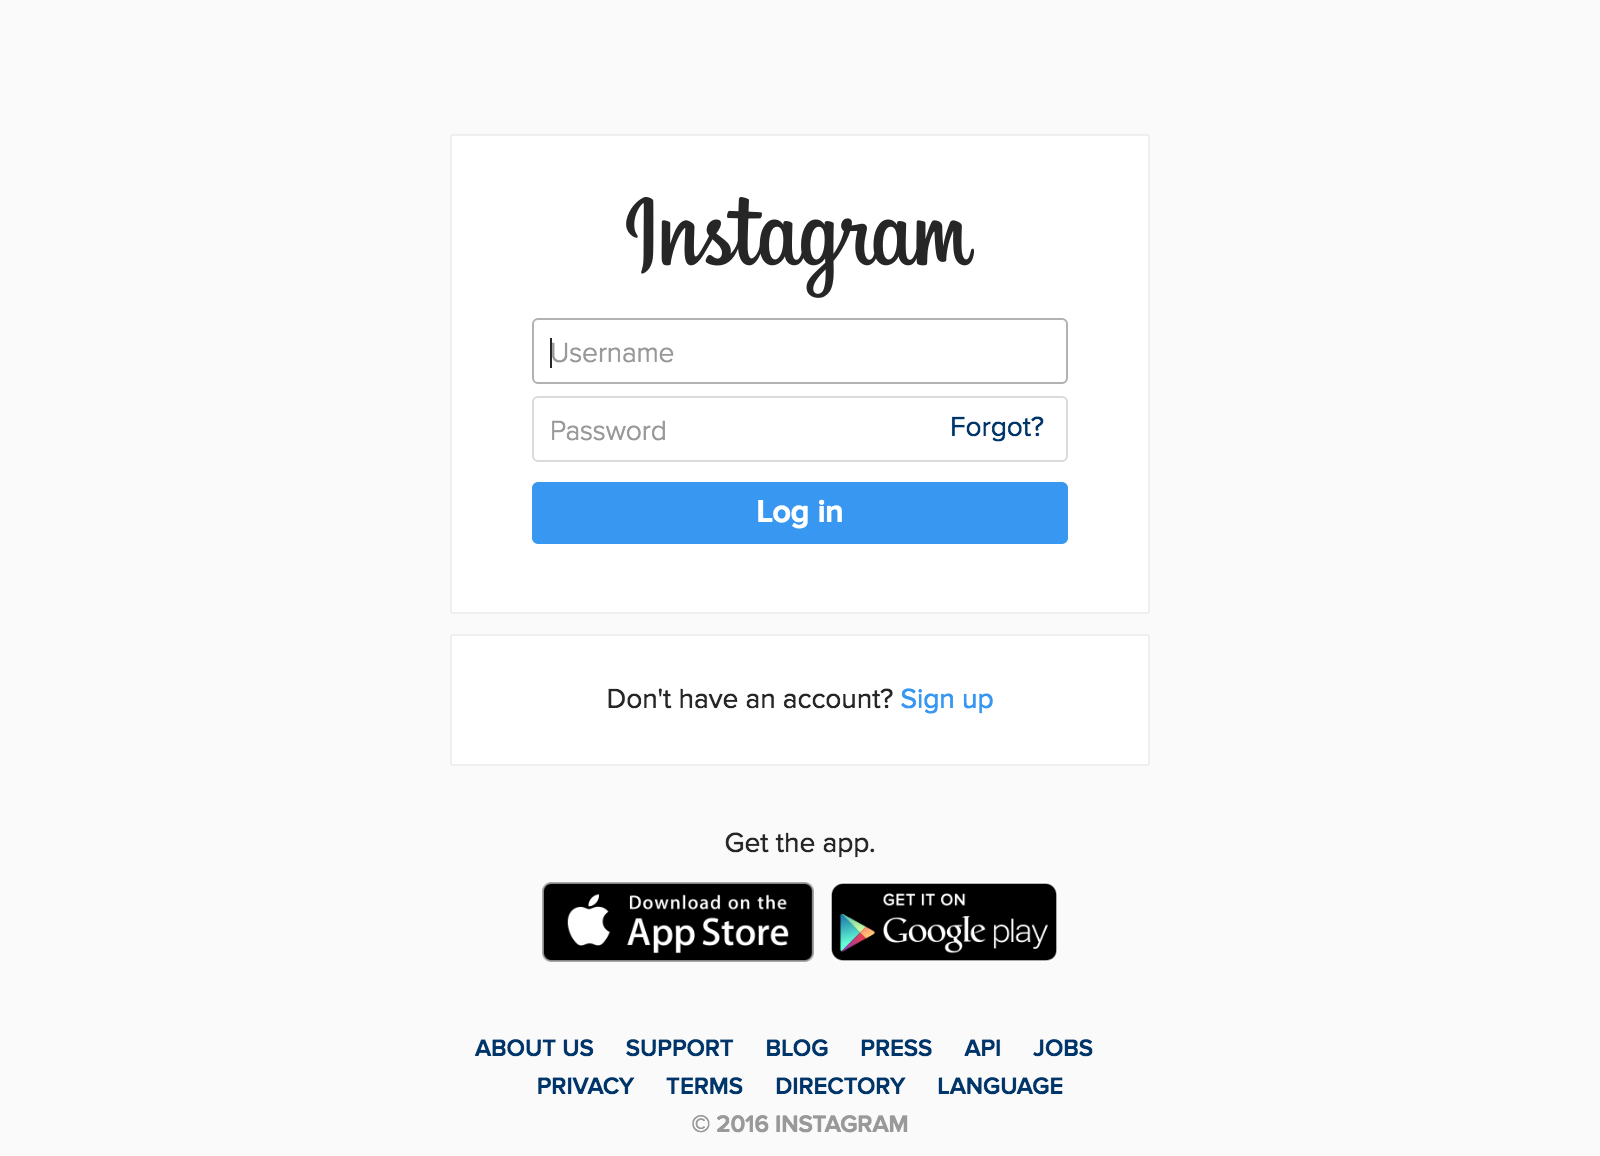 Instagram
Username
Password Forgot?
Log in
Don't have an account? Sign up
Get the app.
Download on the
App Store
GET IT ON
Google play
ABOUT US SUPPORT BLOG PRESS API JOBS
PRIVACY TERMS DIRECTORY LANGUAGE
© 2016 INSTAGRAM